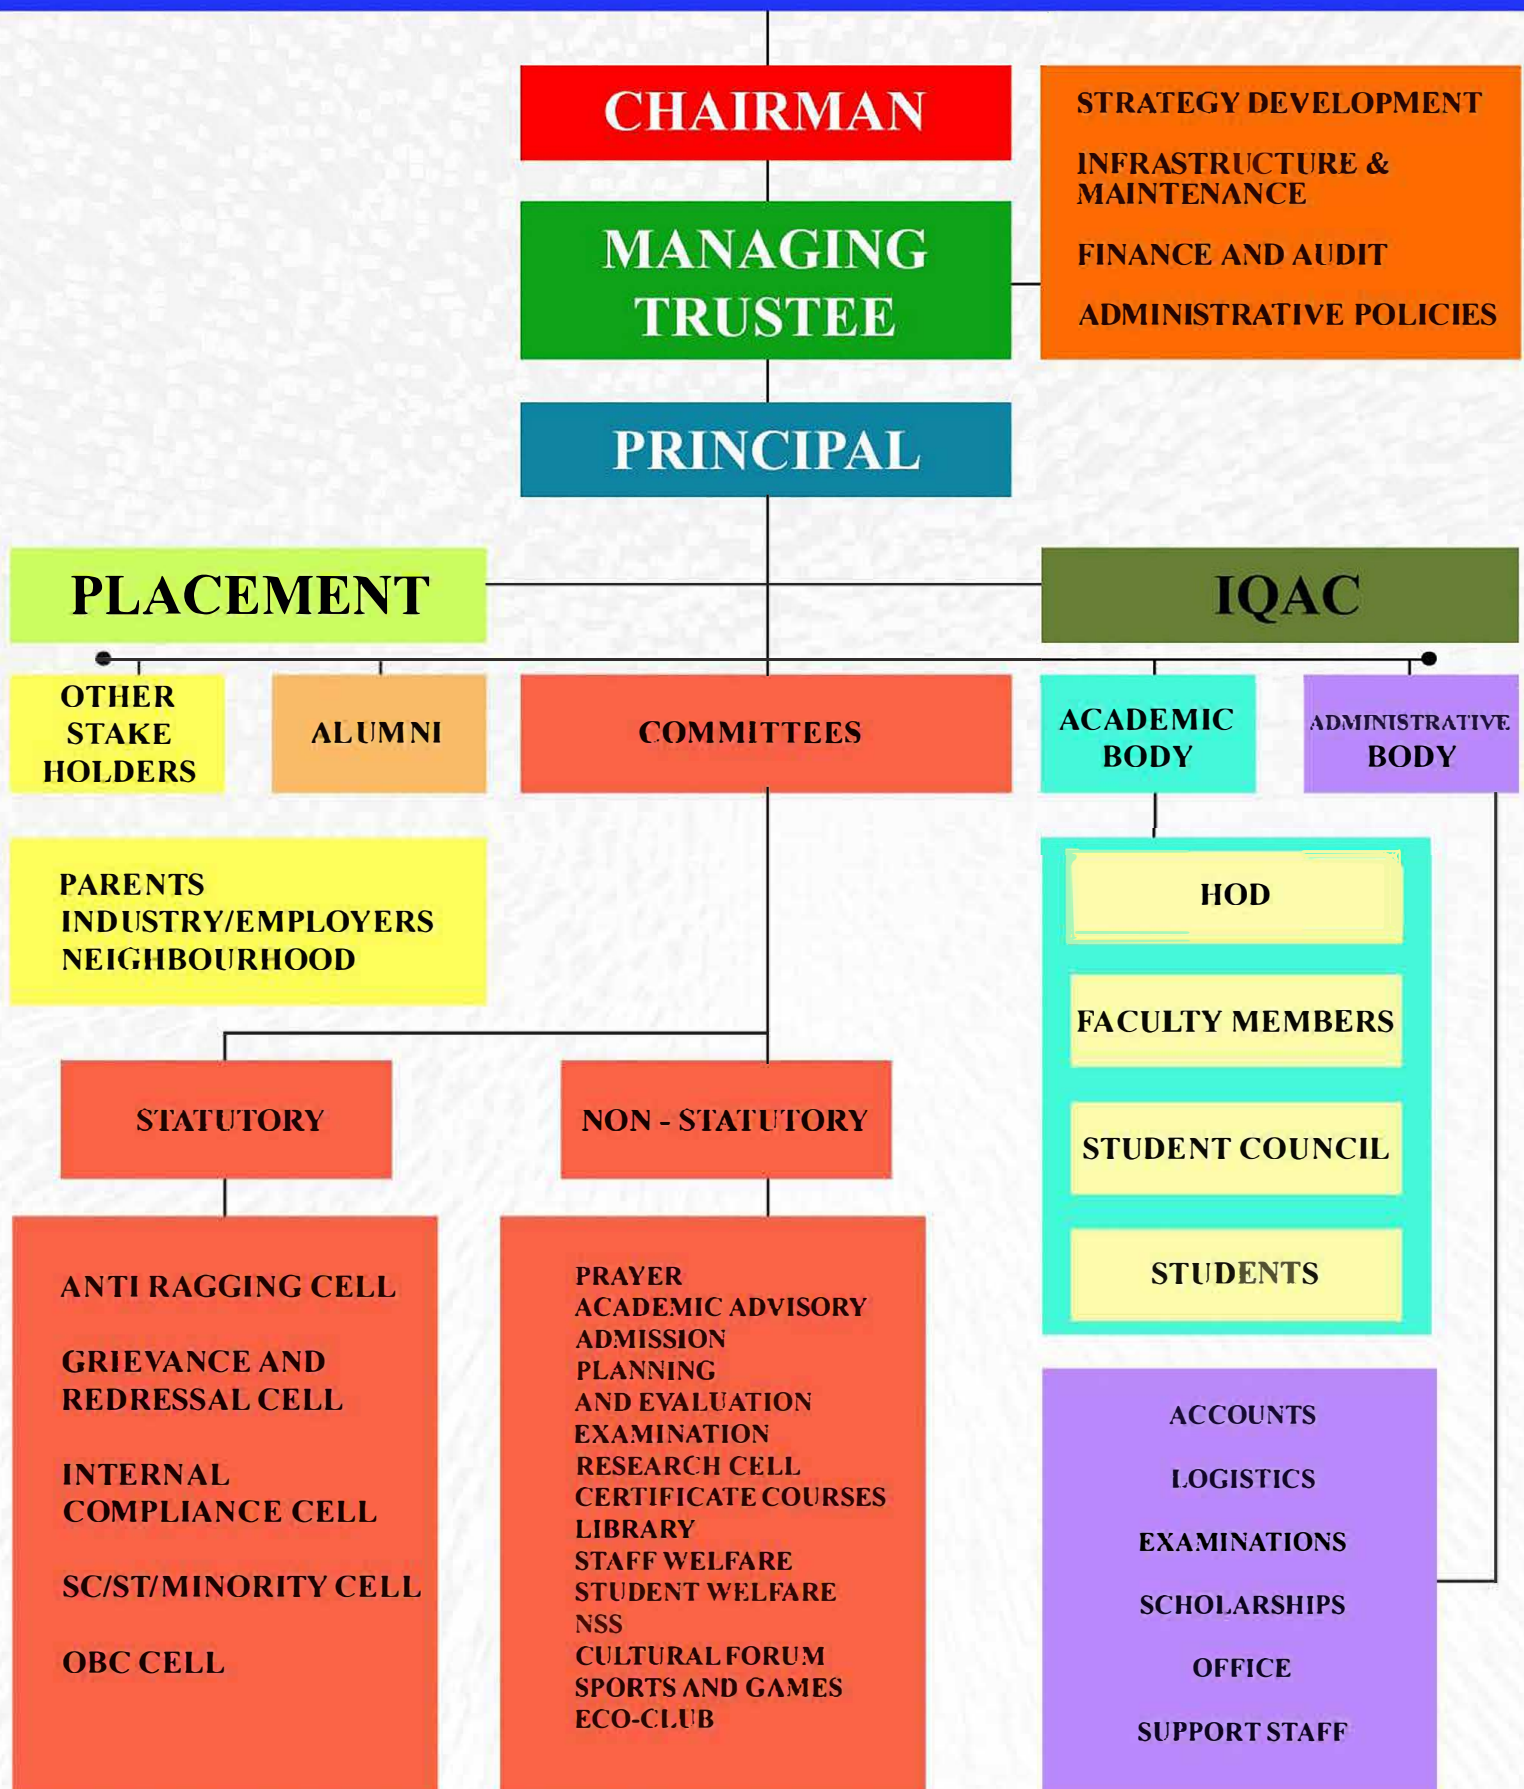 CHAIRMAN
STRATEGY DEVELOPMENT
INFRASTRUCTURE &
MAINTENANCE
FINANCE AND AUDIT
ADMINISTRATIVE POLICIES
MANAGING
TRUSTEE
PRINCIPAL
PLACEMENT
IQAC
OTHER
STAKE
HOLDERS
ALUMNI
COMMITTEES
ACADEMIC
BODY
ADMINISTRATIVE
BODY
PARENTS
INDUSTRY/EMPLOYERS
NEIGHBOURHOOD
HOD
FACULTY MEMBERS
STUDENT COUNCIL
STUDENTS
STATUTORY
NON - STATUTORY
ANTI RAGGING CELL
GRIEVANCE AND
REDRESSAL CELL
INTERNAL
COMPLIANCE CELL
SC/ST/MINORITY CELL
OBC CELL
PRAYER
ACADEMIC ADVISORY
ADMISSION
PLANNING
AND EVALUATION
EXAMINATION
RESEARCH CELL
CERTIFICATE COURSES
LIBRARY
STAFF WELFARE
STUDENT WELFARE
NSS
CULTURAL FORUM
SPORTS AND GAMES
ECO-CLUB
ACCOUNTS
LOGISTICS
EXAMINATIONS
SCHOLARSHIPS
OFFICE
SUPPORT STAFF